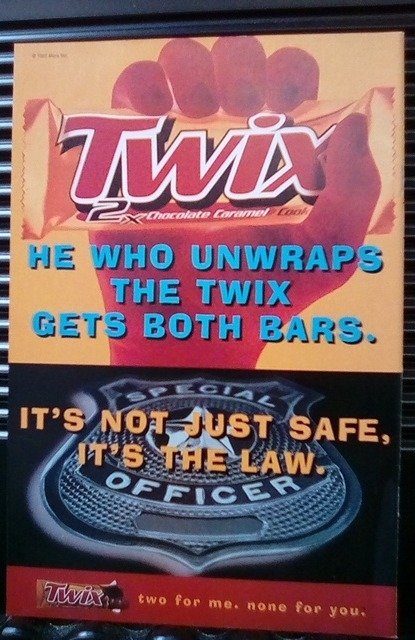 TWIX
2x Chocolate Caramel
HE WHO UNWRAPS
THE TWIX
GETS BOTH BARS.
SPECIAL
IT'S NOT JUST SAFE,
IT'S THE LAW.
OFFICER
TWIX two for me. none for you.